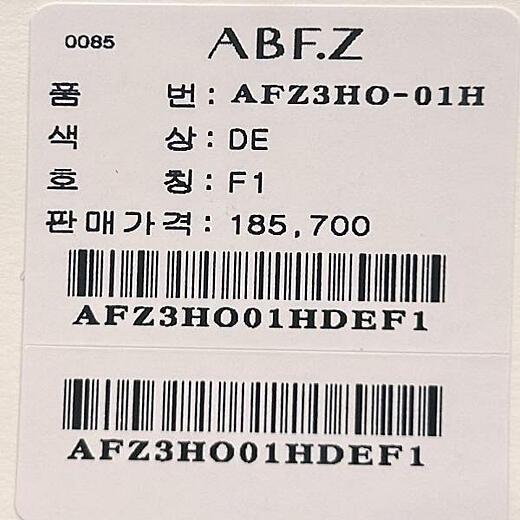 0085 ABF.Z
품 번 : AFZ3HO-01H
색 상 : DE
호 칭 : F1
판매가격 : 185,700
AFZ3HO01HDEF1
AFZ3HO01HDEF1